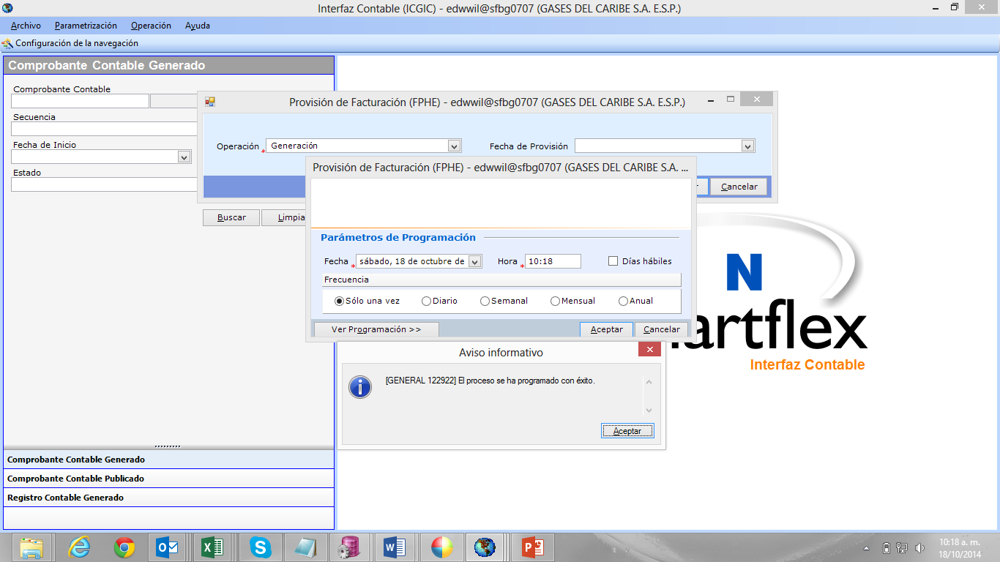 Interfaz Contable (ICGIC) - edwwil@sfbg0707 (GASES DEL CARIBE S.A. E.S.P.)
Archivo Parametrización Operación Ayuda
Configuración de la navegación
Comprobante Contable Generado
Comprobante Contable
Secuencia
Fecha de Inicio
Estado
Buscar Limpia
Provisión de Facturación (FPHE) - edwwil@sfbg0707 (GASES DEL CARIBE S.A. E.S.P.)
Operación * Generación Fecha de Provisión
Cancelar
Provisión de Facturación (FPHE) - edwwil@sfbg0707 (GASES DEL CARIBE S.A. ...
Parámetros de Programación
Fecha * sábado, 18 de octubre de Hora * 10:18 Días hábiles
Frecuencia
Sólo una vez Diario Semanal Mensual Anual
Ver Programación >> Aceptar Cancelar
N
artflex
Interfaz Contable
Aviso informativo
[GENERAL 122922] El proceso se ha programado con éxito.
Aceptar
Comprobante Contable Generado
Comprobante Contable Publicado
Registro Contable Generado
10:18 a. m.
18/10/2014